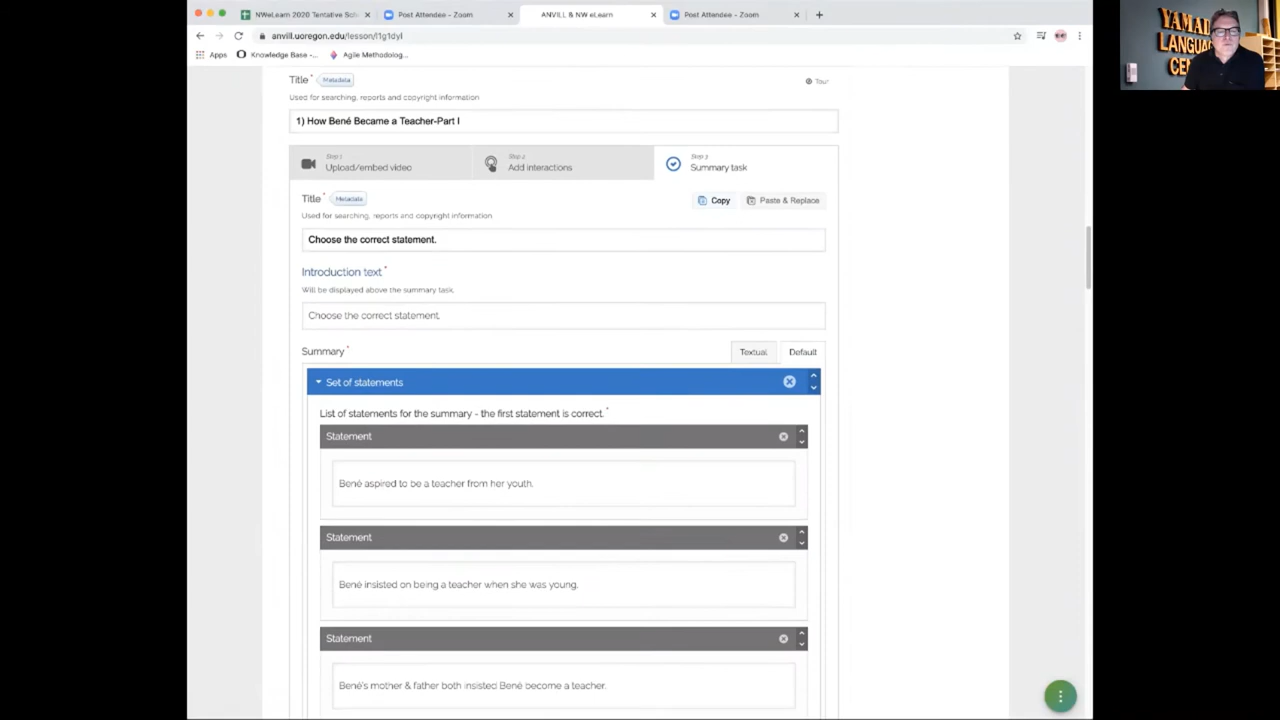 NWeLearn 2020 Tentative Sch
Post Attendee - Zoom
ANVILL & NW eLearn
Post Attendee - Zoom
anvill.uoregon.edu/lesson/l1g1dyl
Apps
Knowledge Base -...
Agile Methodolog...
YAMAD
LANGUAG
CE
Title *
Metadata
Tour
Used for searching, reports and copyright information
1) How Bené Became a Teacher-Part I
Step 1
Upload/embed video
Step 2
Add interactions
Step 3
Summary task
Title *
Metadata
Copy
Paste & Replace
Used for searching, reports and copyright information
Choose the correct statement.
Introduction text *
Will be displayed above the summary task.
Choose the correct statement.
Summary *
Textual
Default
Set of statements
List of statements for the summary - the first statement is correct. *
Statement
Bené aspired to be a teacher from her youth.
Statement
Bené insisted on being a teacher when she was young.
Statement
Bené's mother & father both insisted Bené become a teacher.